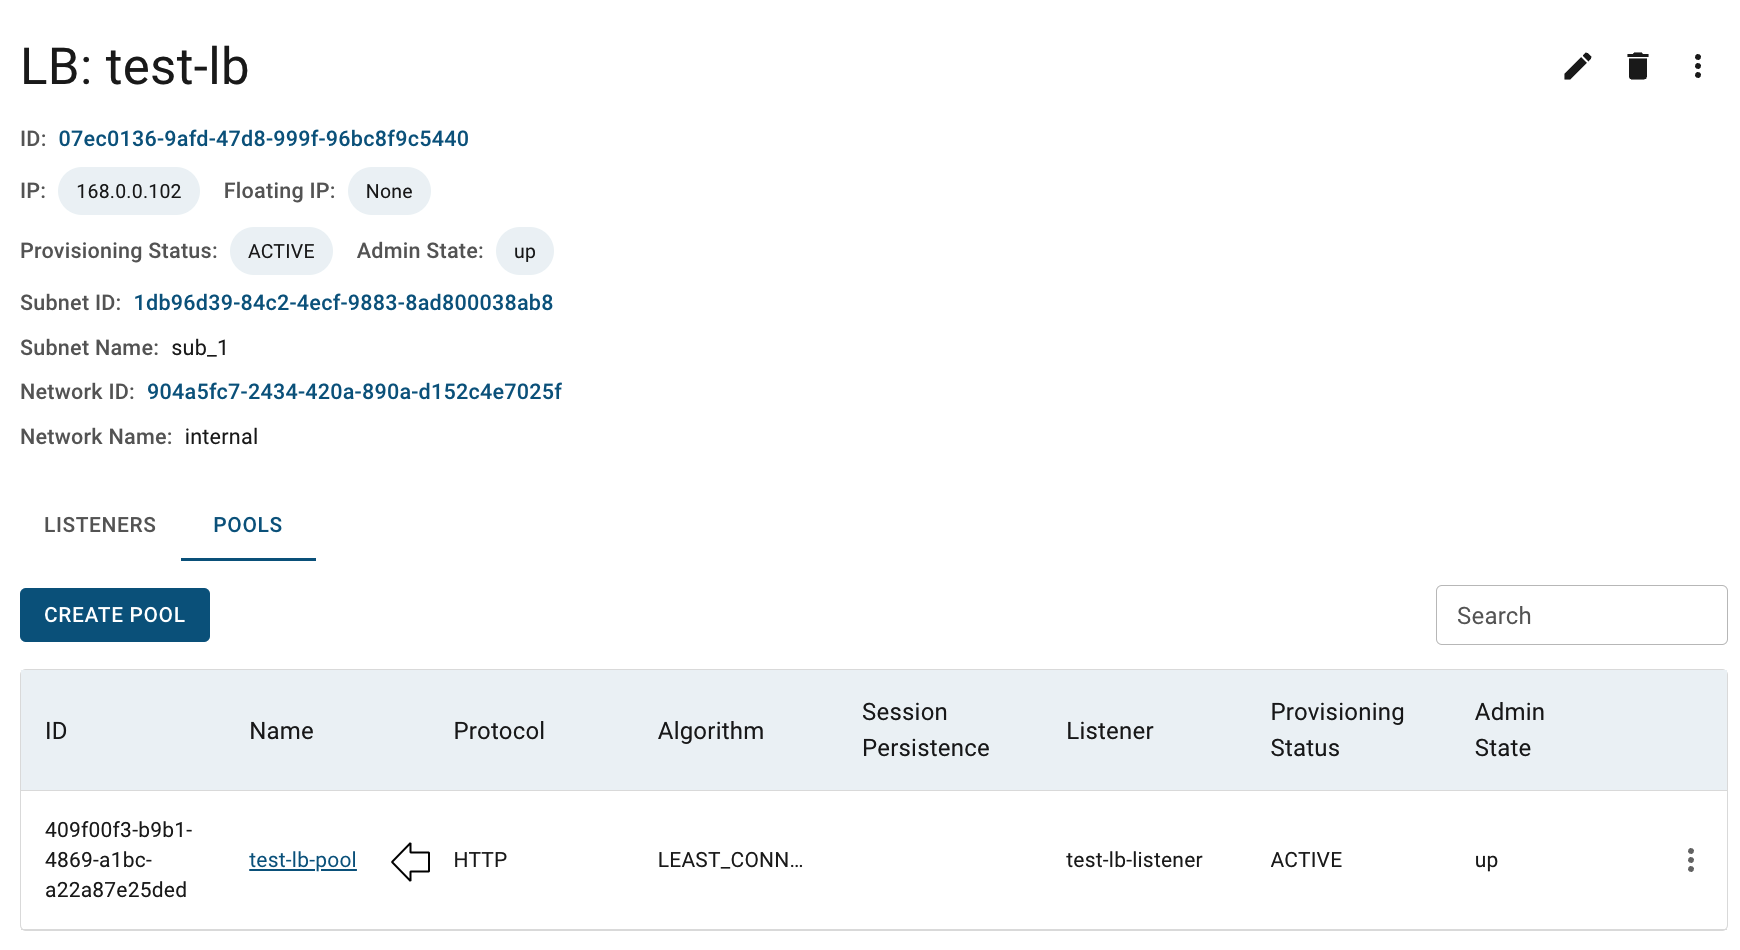 LB: test-lb
ID: 07ec0136-9afd-47d8-999f-96bc8f9c5440
IP: 168.0.0.102 Floating IP: None
Provisioning Status: ACTIVE Admin State: up
Subnet ID: 1db96d39-84c2-4ecf-9883-8ad800038ab8
Subnet Name: sub_1
Network ID: 904a5fc7-2434-420a-890a-d152c4e7025f
Network Name: internal
LISTENERS POOLS
CREATE POOL Search
ID Name Protocol Algorithm Session Persistence Listener Provisioning Status Admin State
409f00f3-b9b1-
4869-a1bc-
a22a87e25ded
test-lb-pool HTTP LEAST_CONN... test-lb-listener ACTIVE up